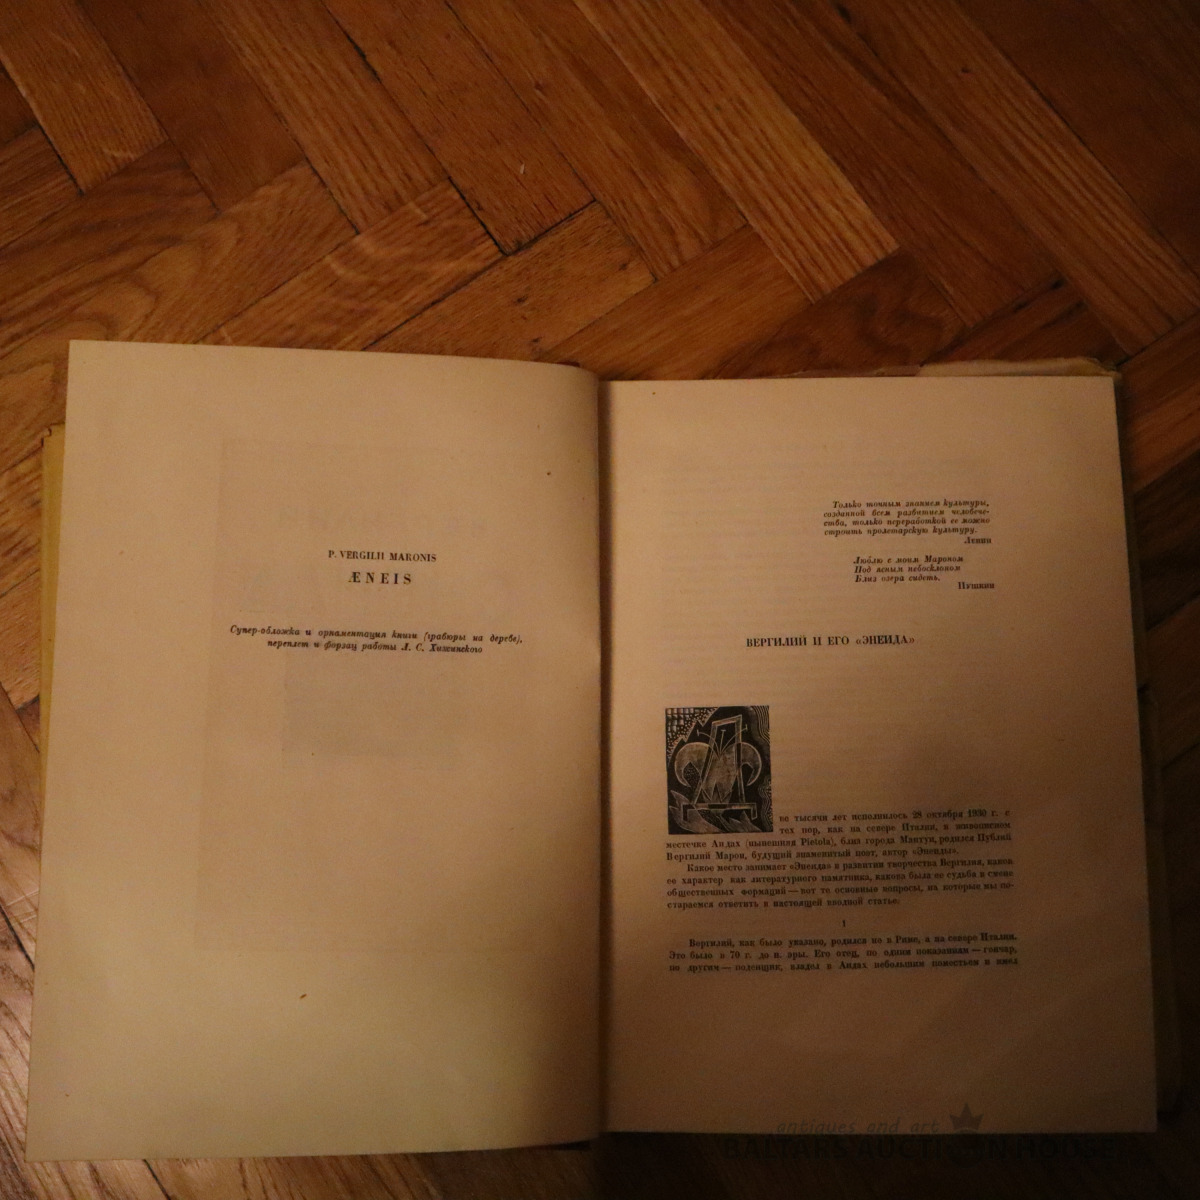 P. VERGILII MARONIS
ÆNEIS
Супер-обложка и орнаментация книги (гравюры на дереве),
переплет и форзац работы Л. С. Хижинского
Только точным знанием культуры,
созданной всем развитием человече-
ства, только переработкой ее можно
строить пролетарскую культуру.
Ленин
Люблю с моим Мароном
Под ясным небосклоном
Близ озера сидеть.
Пушкин
ВЕРГИЛИЙ И ЕГО «ЭНЕИДА»
Д
ве тысячи лет исполнилось 28 октября 1930 г. с
тех пор, как на севере Италии, в живописном
местечке Андах (нынешняя Pietola), близ города Мантуи, родился Публий
Вергилий Марон, будущий знаменитый поэт, автор «Энеиды».
Какое место занимает «Энеида» в развитии творчества Вергилия, каков
ее характер как литературного памятника, какова была ее судьба в смене
общественных формаций — вот те основные вопросы, на которые мы по-
стараемся ответить в настоящей вводной статье.
1
Вергилий, как было указано, родился не в Риме, а на севере Италии.
Это было в 70 г. до н. эры. Его отец, по одним показаниям — гончар,
по другим — поденщик, владел в Андах небольшим поместьем и имел
antiques and art
BALTARS AUCTION HOUSE